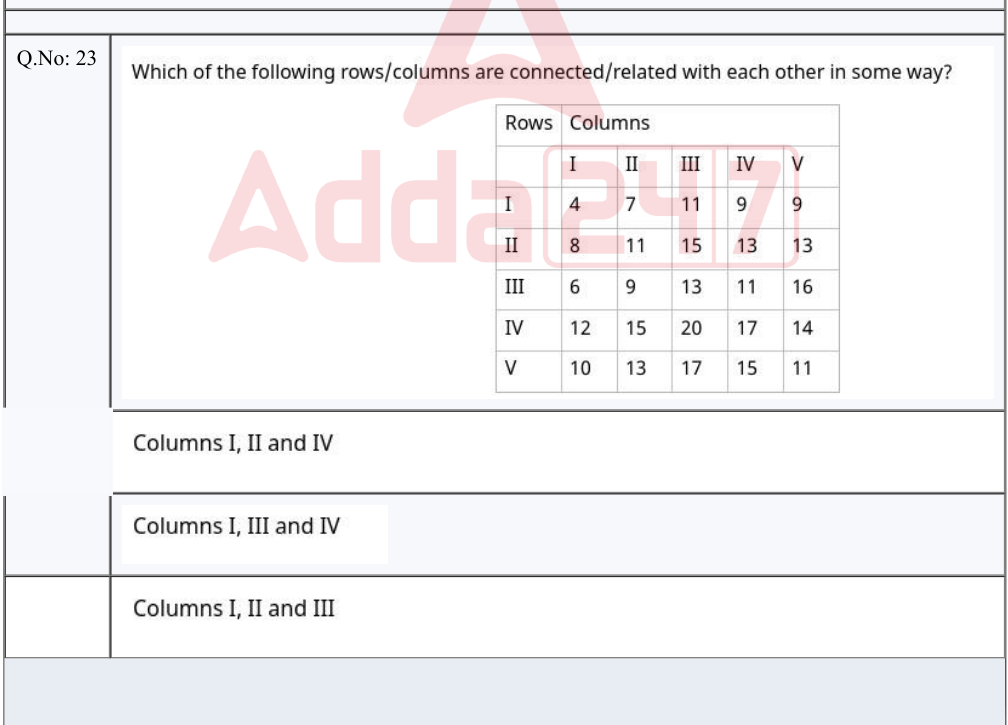 Q.No: 23
Which of the following rows/columns are connected/related with each other in some way?
Rows Columns
I II III IV V
I 4 7 11 9 9
II 8 11 15 13 13
III 6 9 13 11 16
IV 12 15 20 17 14
V 10 13 17 15 11
Adda247
Columns I, II and IV
Columns I, III and IV
Columns I, II and III